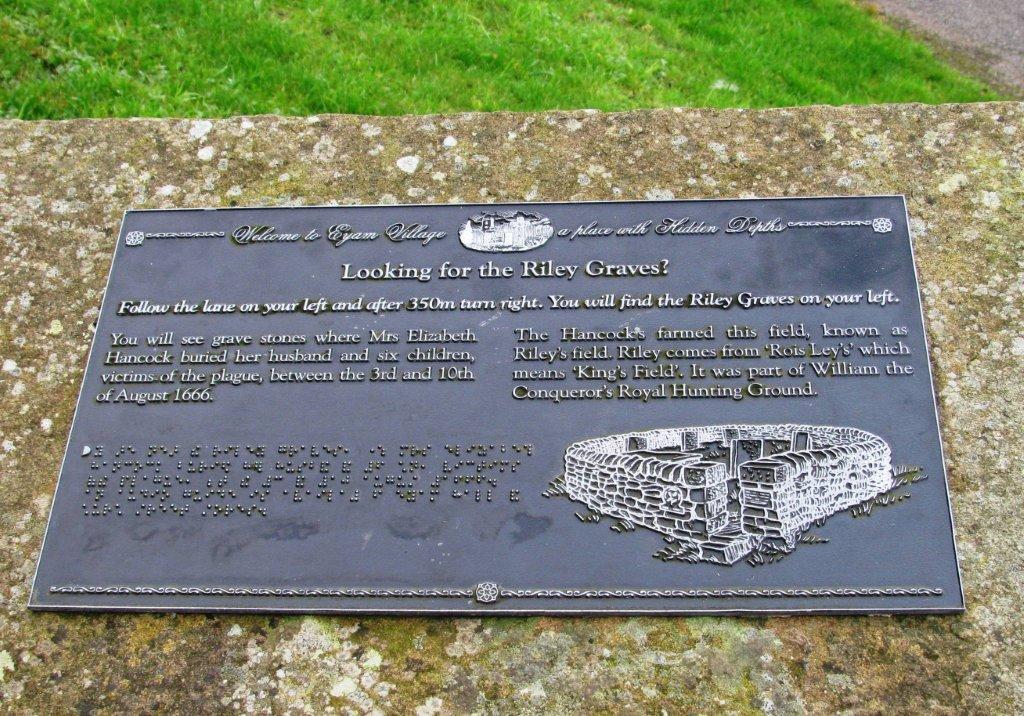 Welcome to Eyam Village a place with Hidden Depths
Looking for the Riley Graves?
Follow the lane on your left and after 350m turn right. You will find the Riley Graves on your left.
You will see grave stones where Mrs Elizabeth
Hancock buried her husband and six children,
victims of the plague, between the 3rd and 10th
of August 1666.
The Hancock's farmed this field, known as
Riley's field. Riley comes from 'Rois Ley's' which
means 'King's Field'. It was part of William the
Conqueror's Royal Hunting Ground.